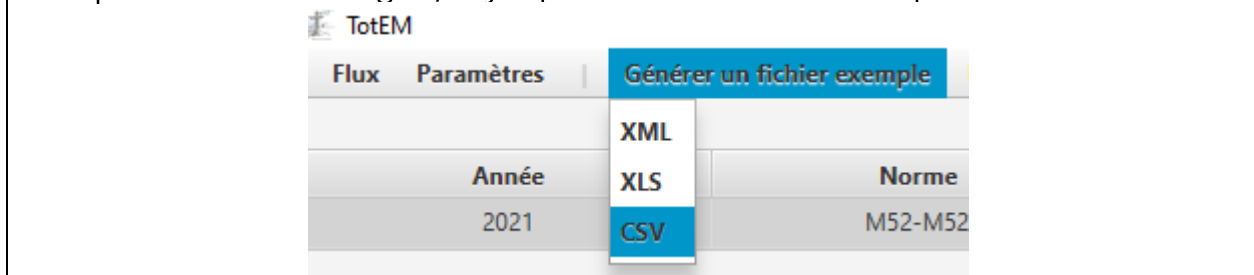 TotEM
Flux Paramètres | Générer un fichier exemple
XML
Année XLS Norme
2021 CSV M52-M52